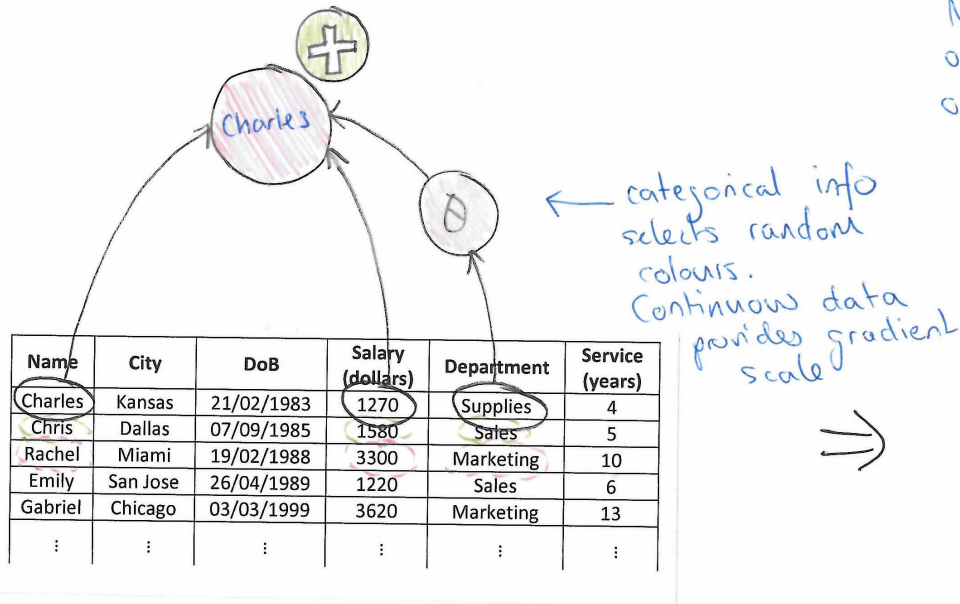 Charles
θ
← categorical info
selects random
colours.
Continuous data
provides gradient
scale
⇒
Name City DoB Salary (dollars) Department Service (years)
Charles Kansas 21/02/1983 1270 Supplies 4
Chris Dallas 07/09/1985 1580 Sales 5
Rachel Miami 19/02/1988 3300 Marketing 10
Emily San Jose 26/04/1989 1220 Sales 6
Gabriel Chicago 03/03/1999 3620 Marketing 13
⋮ ⋮ ⋮ ⋮ ⋮ ⋮